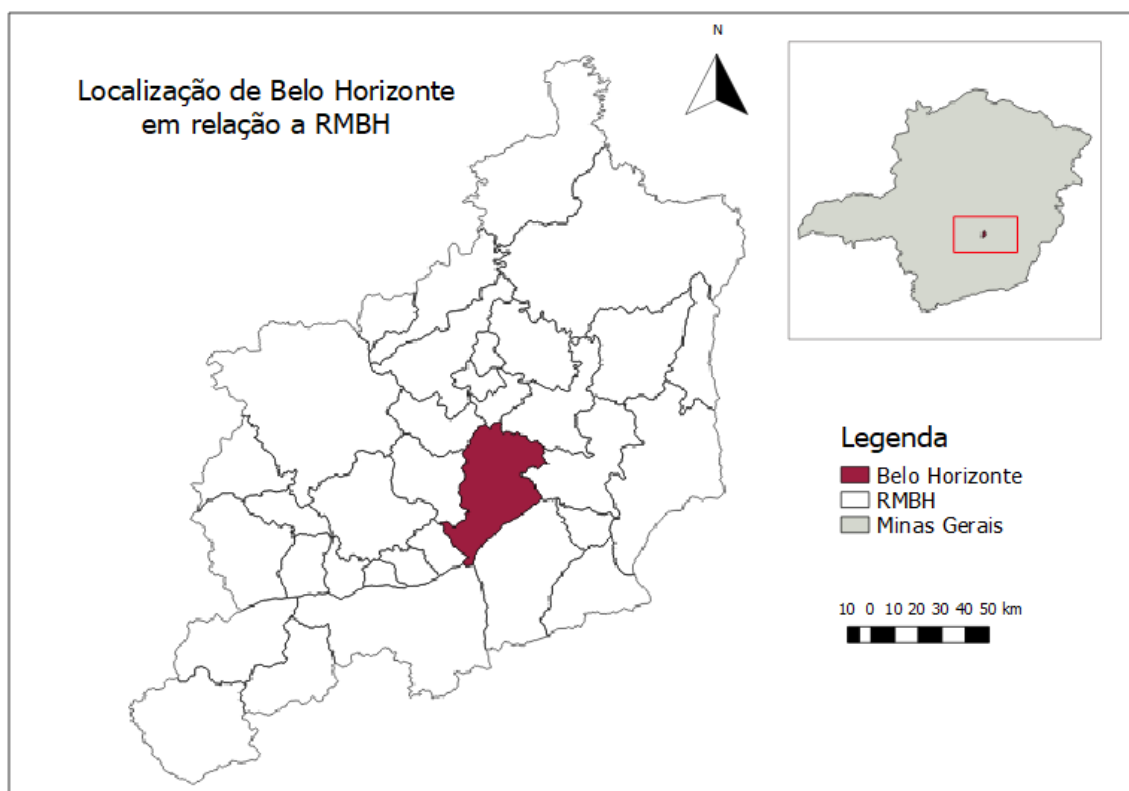 Localização de Belo Horizonte
em relação a RMBH
N
Legenda
Belo Horizonte
RMBH
Minas Gerais
10 0 10 20 30 40 50 km